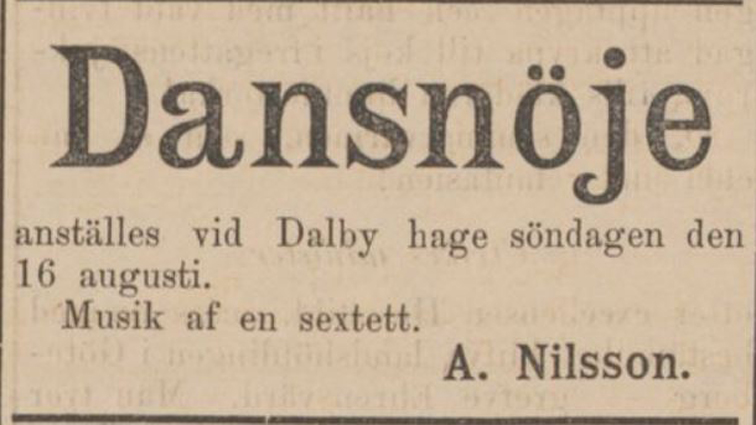 Dansnöje
anställes vid Dalby hage söndagen den
16 augusti.
Musik af en sextett.
A. Nilsson.